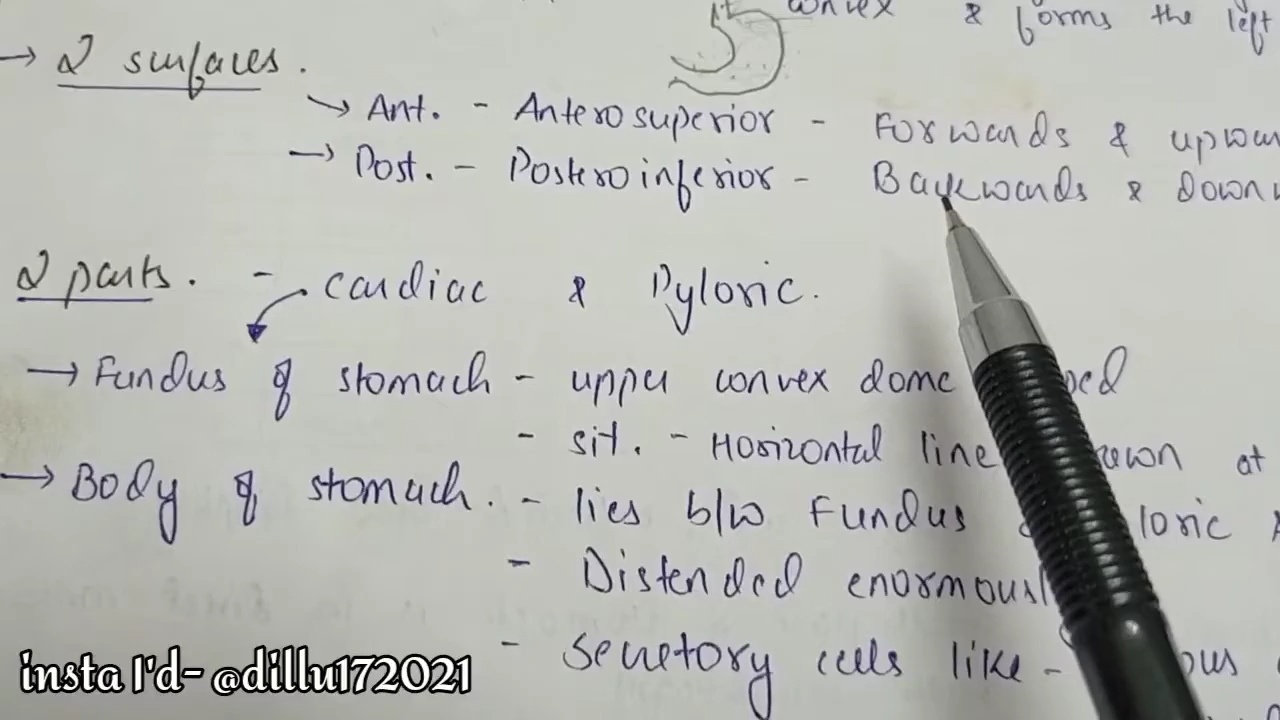 convex & forms the left
→ 2 surfaces.
→ Ant. - Anterosuperior - Forwards & upwar
→ Post. - Posteroinferior - Backwards & down
2 parts. - cardiac & Pyloric.
→ Fundus of stomach - upper convex dome
- sit. - Horizontal line at
→ Body of stomach. - lies b/w Fundus loric
- Distended enormousl
- Secretory cells like -
insta I'd- @dillu172021